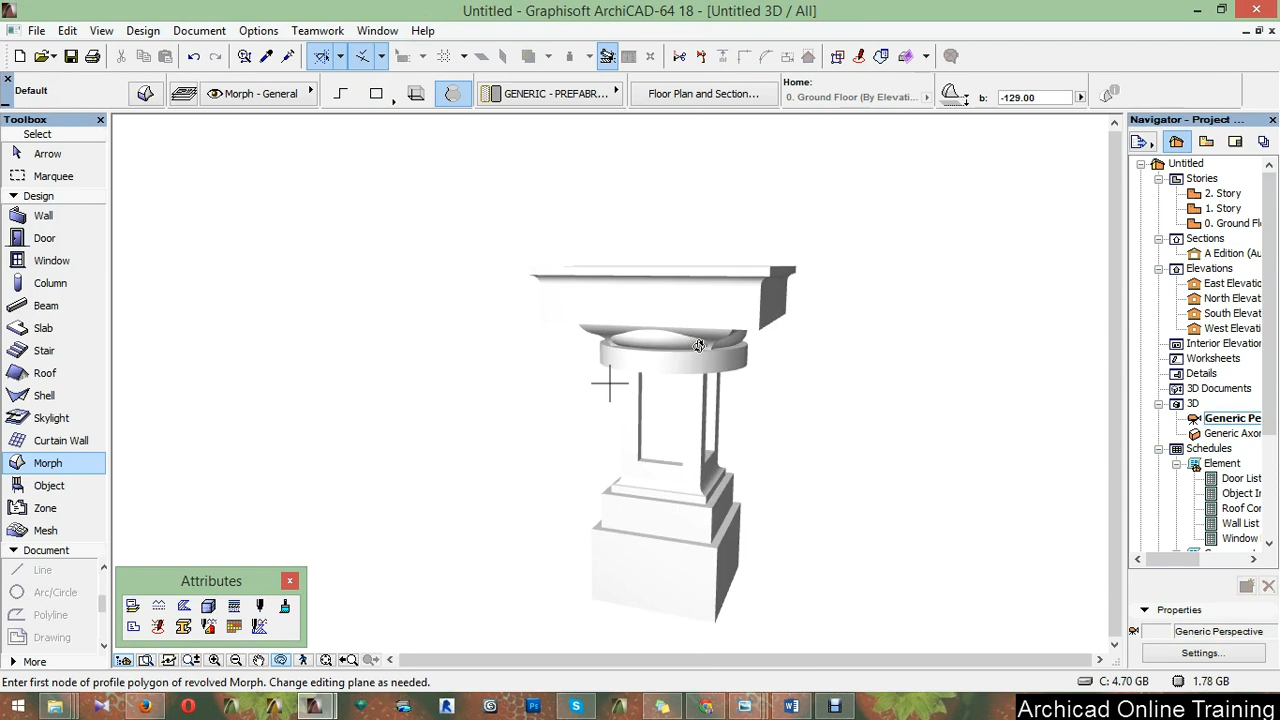 Untitled - Graphisoft ArchiCAD-64 18 - [Untitled 3D / All]
File Edit View Design Document Options Teamwork Window Help
Default
Morph - General
GENERIC - PREFABR...
Floor Plan and Section...
Home:
0. Ground Floor (By Elevati...
b: -129.00
Toolbox
Select
Arrow
Marquee
Design
Wall
Door
Window
Column
Beam
Slab
Stair
Roof
Shell
Skylight
Curtain Wall
Morph
Object
Zone
Mesh
Document
Line
Arc/Circle
Polyline
Drawing
More
Attributes
Navigator - Project ...
Untitled
Stories
2. Story
1. Story
0. Ground Fl
Sections
A Edition (Au
Elevations
East Elevatio
North Elevati
South Elevati
West Elevati
Interior Elevation
Worksheets
Details
3D Documents
3D
Generic Pe
Generic Axor
Schedules
Element
Door List
Object In
Roof Cor
Wall List
Window
Properties
Generic Perspective
Settings...
Enter first node of profile polygon of revolved Morph. Change editing plane as needed.
C: 4.70 GB
1.78 GB
Archicad Online Training